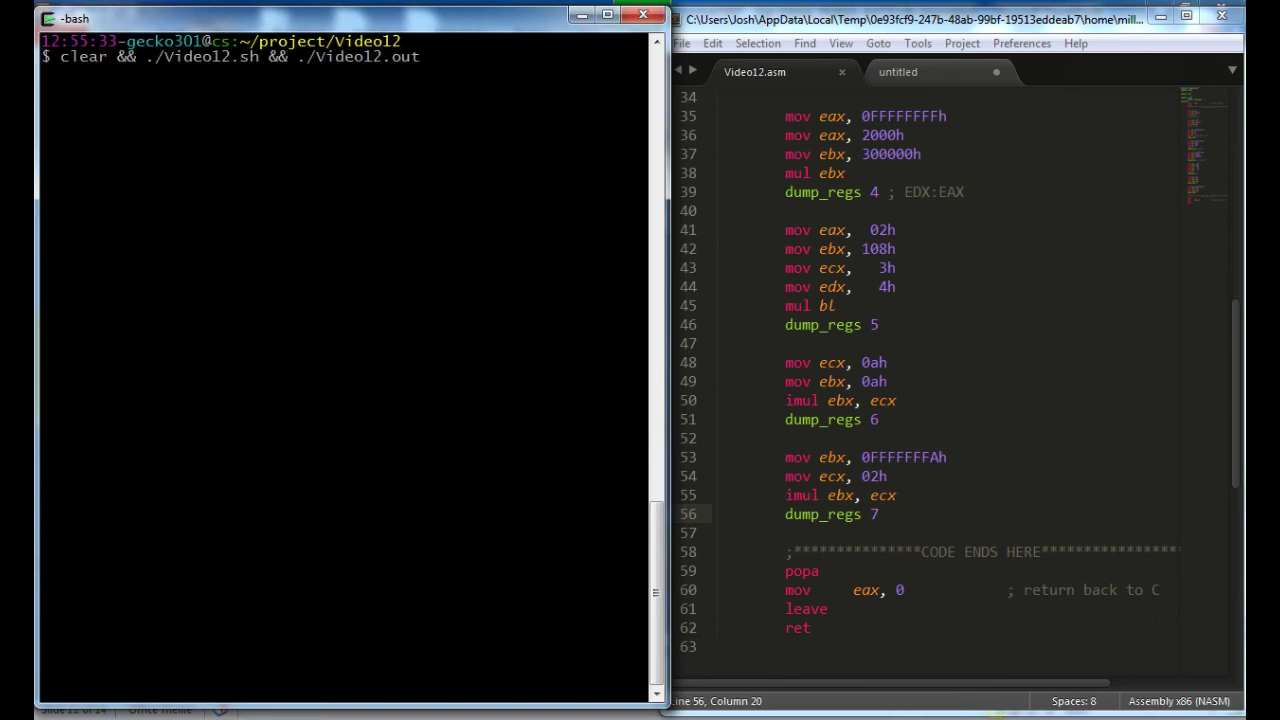 -bash
12:55:33-gecko301@cs:~/project/Video12
$ clear && ./Video12.sh && ./Video12.out
C:\Users\Josh\AppData\Local\Temp\0e93fcf9-247b-48ab-99bf-19513eddeab7\home\mill...
File Edit Selection Find View Goto Tools Project Preferences Help
Video12.asm untitled
34
35 mov eax, 0FFFFFFFFh
36 mov eax, 2000h
37 mov ebx, 300000h
38 mul ebx
39 dump_regs 4 ; EDX:EAX
40
41 mov eax, 02h
42 mov ebx, 108h
43 mov ecx, 3h
44 mov edx, 4h
45 mul bl
46 dump_regs 5
47
48 mov ecx, 0ah
49 mov ebx, 0ah
50 imul ebx, ecx
51 dump_regs 6
52
53 mov ebx, 0FFFFFFFAh
54 mov ecx, 02h
55 imul ebx, ecx
56 dump_regs 7
57
58 ;***************CODE ENDS HERE*****************
59 popa
60 mov eax, 0 ; return back to C
61 leave
62 ret
63
Line 56, Column 20 Spaces: 8 Assembly x86 (NASM)
Slide 12 of 14 Office Theme